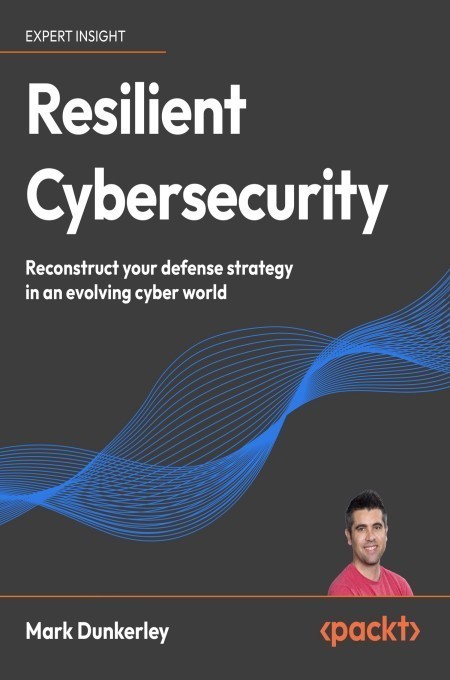 EXPERT INSIGHT
Resilient
Cybersecurity
Reconstruct your defense strategy
in an evolving cyber world
Mark Dunkerley
<packt>